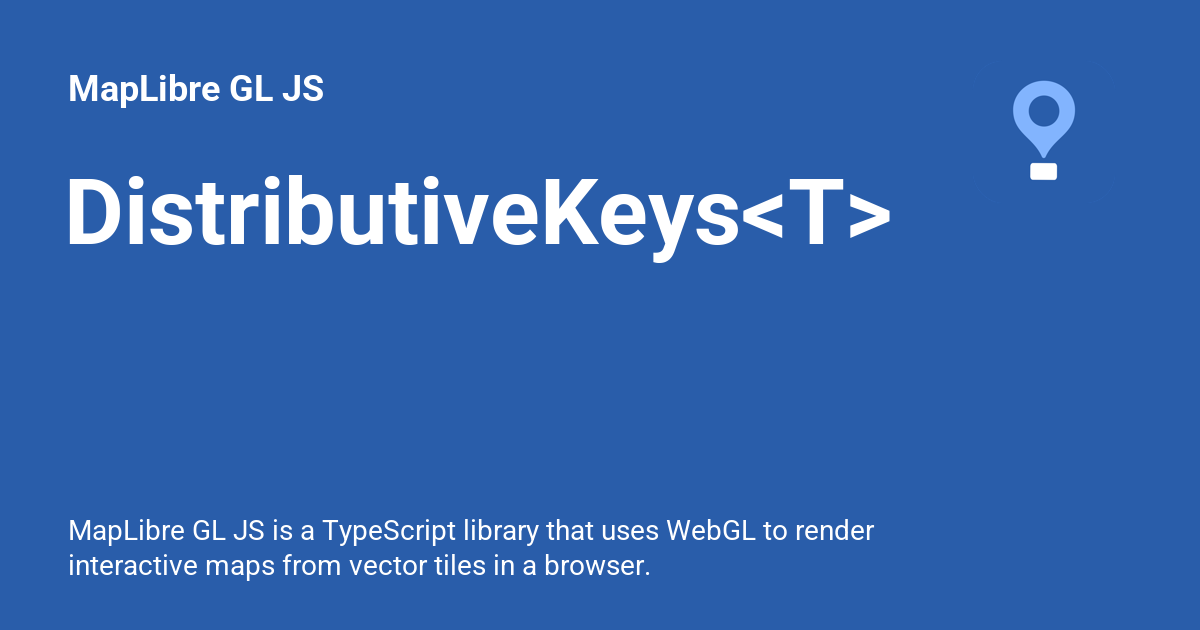 MapLibre GL JS
DistributiveKeys<T>
MapLibre GL JS is a TypeScript library that uses WebGL to render
interactive maps from vector tiles in a browser.